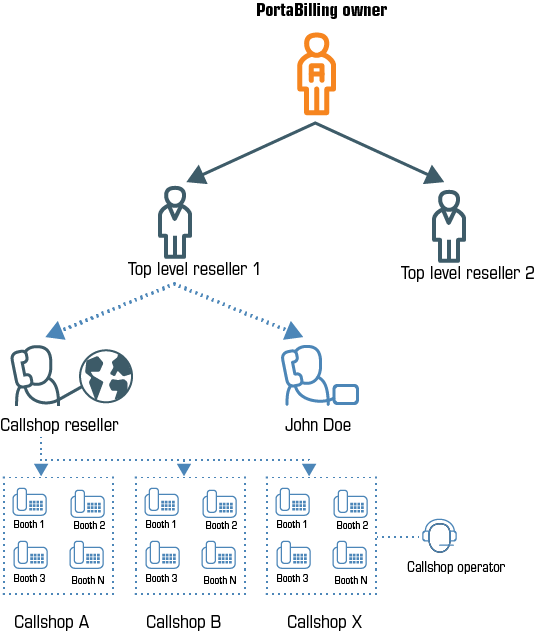 PortaBilling owner
A
Top level reseller 1
Top level reseller 2
Callshop reseller
John Doe
Booth 1
Booth 2
Booth 1
Booth 2
Booth 1
Booth 2
Booth 3
Booth N
Booth 3
Booth N
Booth 3
Booth N
Callshop operator
Callshop A
Callshop B
Callshop X